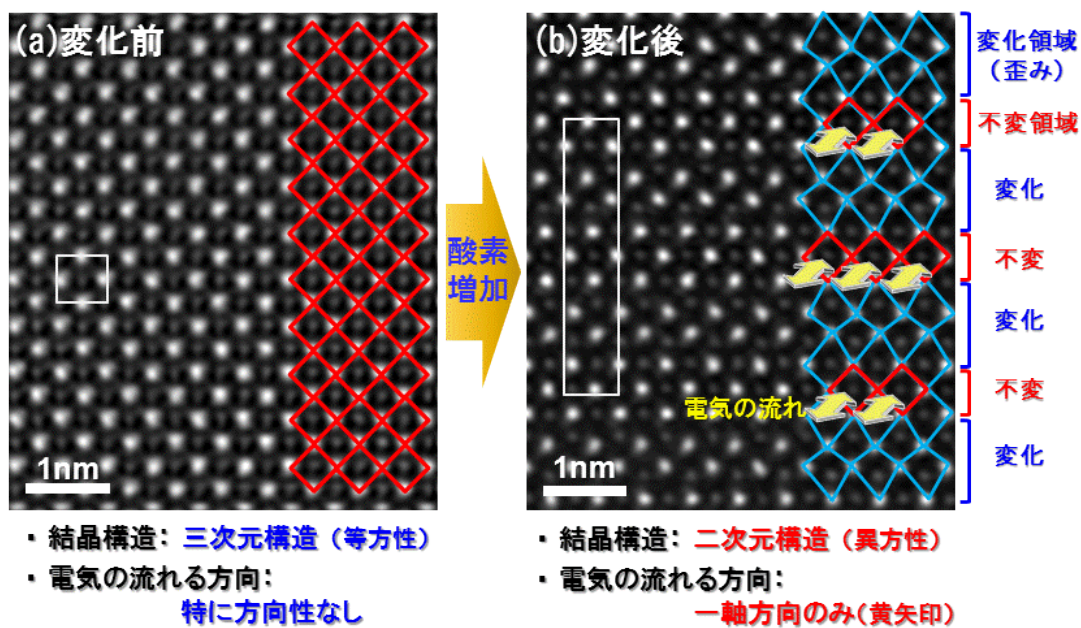 (a)変化前
1nm
酸素
増加
(b)変化後
電気の流れ
1nm
変化領域
（歪み）
不変領域
変化
不変
変化
不変
変化
・結晶構造：三次元構造（等方性）
・電気の流れる方向：
特に方向性なし
・結晶構造：二次元構造（異方性）
・電気の流れる方向：
一軸方向のみ（黄矢印）